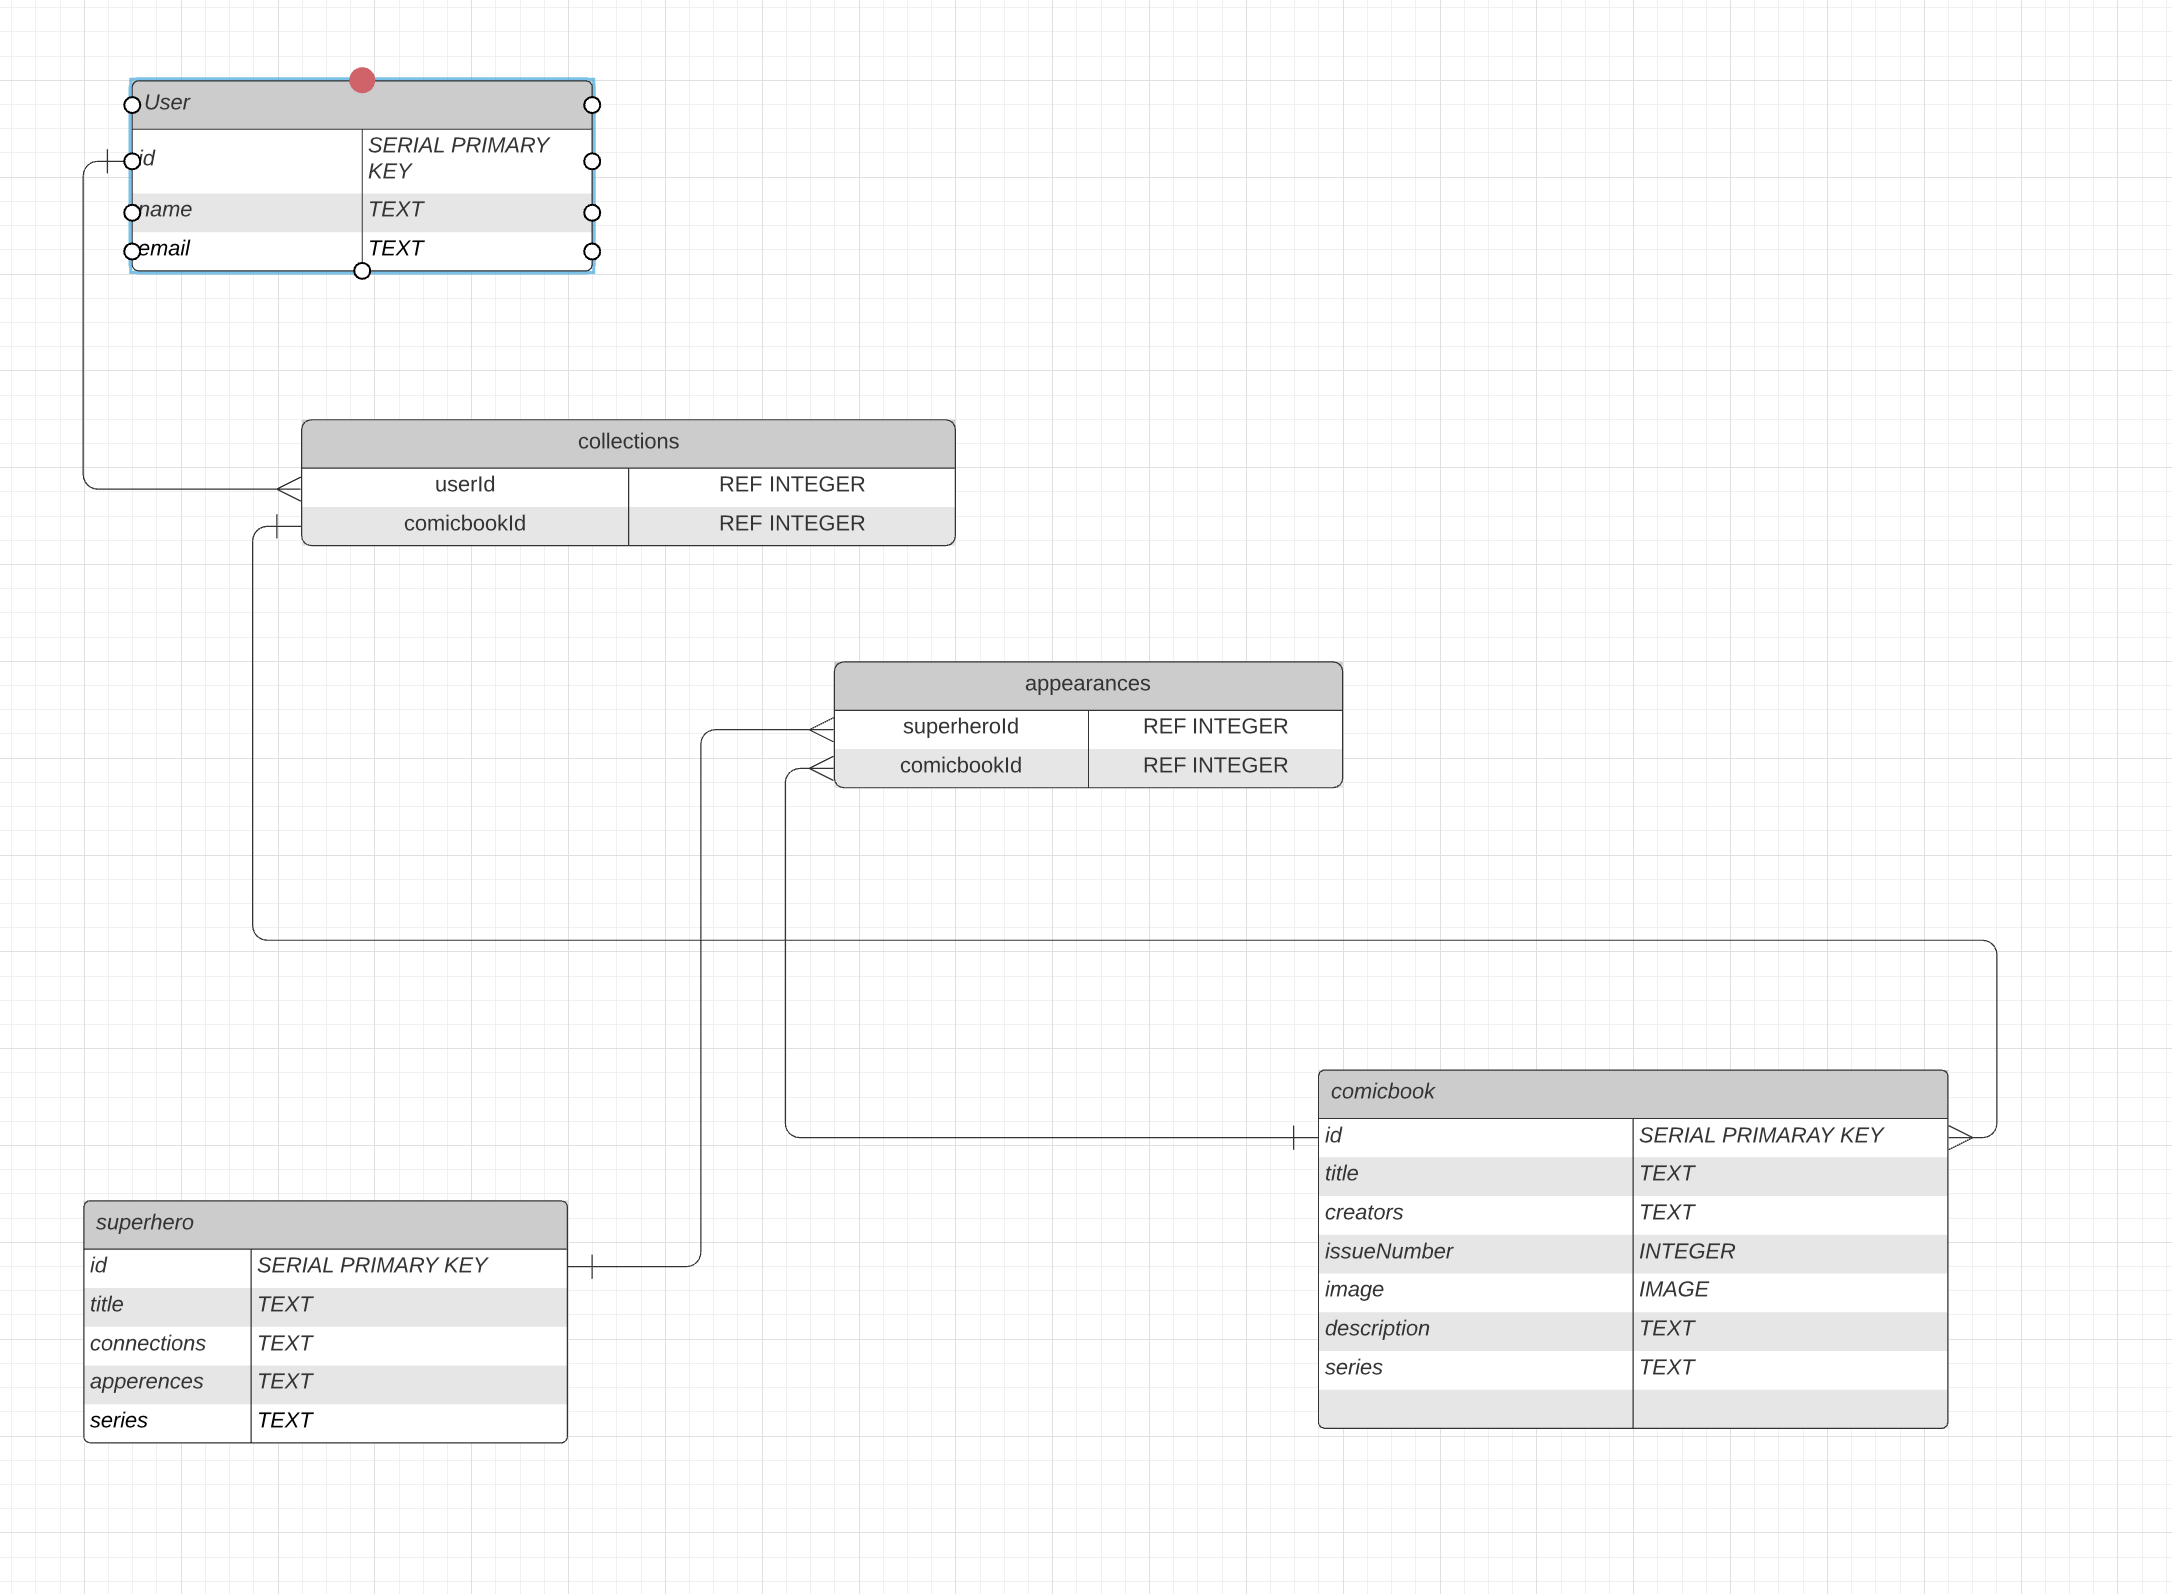 User
id SERIAL PRIMARY
KEY
name TEXT
email TEXT
collections
userId REF INTEGER
comicbookId REF INTEGER
appearances
superheroId REF INTEGER
comicbookId REF INTEGER
comicbook
id SERIAL PRIMARAY KEY
title TEXT
creators TEXT
issueNumber INTEGER
image IMAGE
description TEXT
series TEXT
superhero
id SERIAL PRIMARY KEY
title TEXT
connections TEXT
apperences TEXT
series TEXT